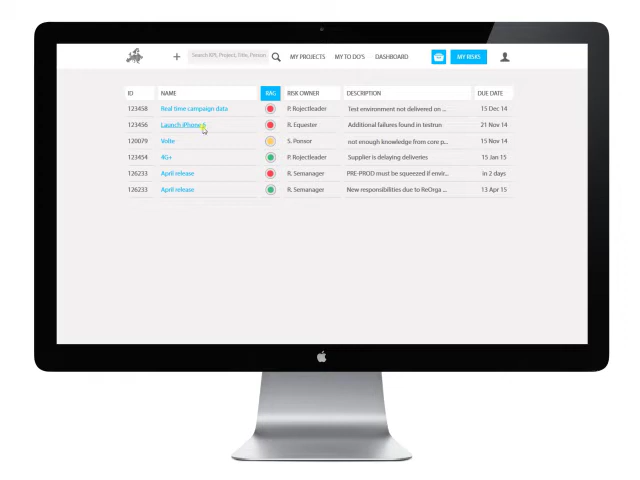 Search KPI, Project, Title, Person MY PROJECTS MY TO DO'S DASHBOARD MY RISKS
ID NAME RAG RISK OWNER DESCRIPTION DUE DATE
123458 Real time campaign data P. Rojectleader Test environment not delivered on ... 15 Dec 14
123456 Launch iPhone 6 R. Equester Additional failures found in testrun 21 Nov 14
120079 Volte S. Ponsor not enough knowledge from core p... 15 Nov 14
123454 4G+ P. Rojectleader Supplier is delaying deliveries 15 Jan 15
126233 April release R. Semanager PRE-PROD must be squeezed if envir... in 2 days
126233 April release R. Semanager New responsibilities due to ReOrga ... 13 Apr 15